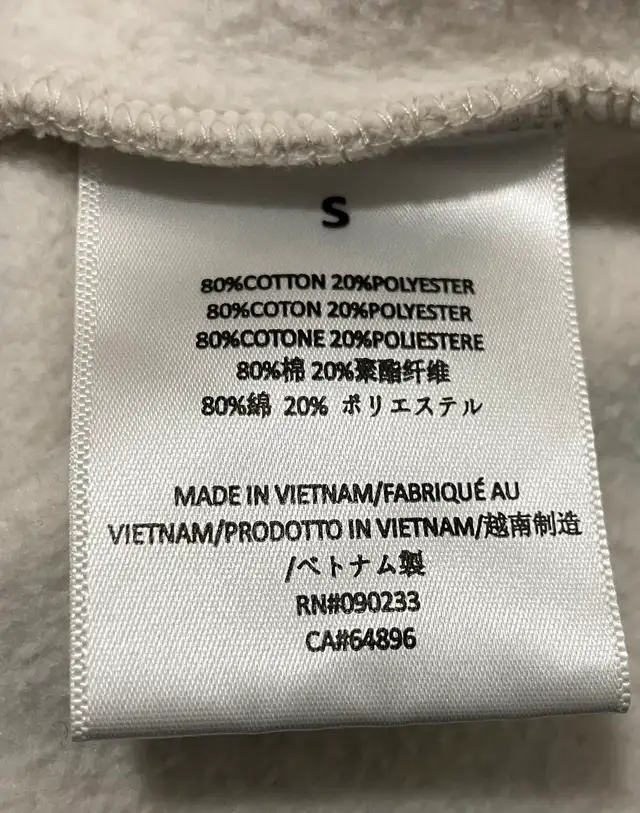 S
80%COTTON 20%POLYESTER
80%COTON 20%POLYESTER
80%COTONE 20%POLIESTERE
80%棉 20%聚酯纤维
80%綿 20% ポリエステル
MADE IN VIETNAM/FABRIQUÉ AU
VIETNAM/PRODOTTO IN VIETNAM/越南制造
/ベトナム製
RN#090233
CA#64896